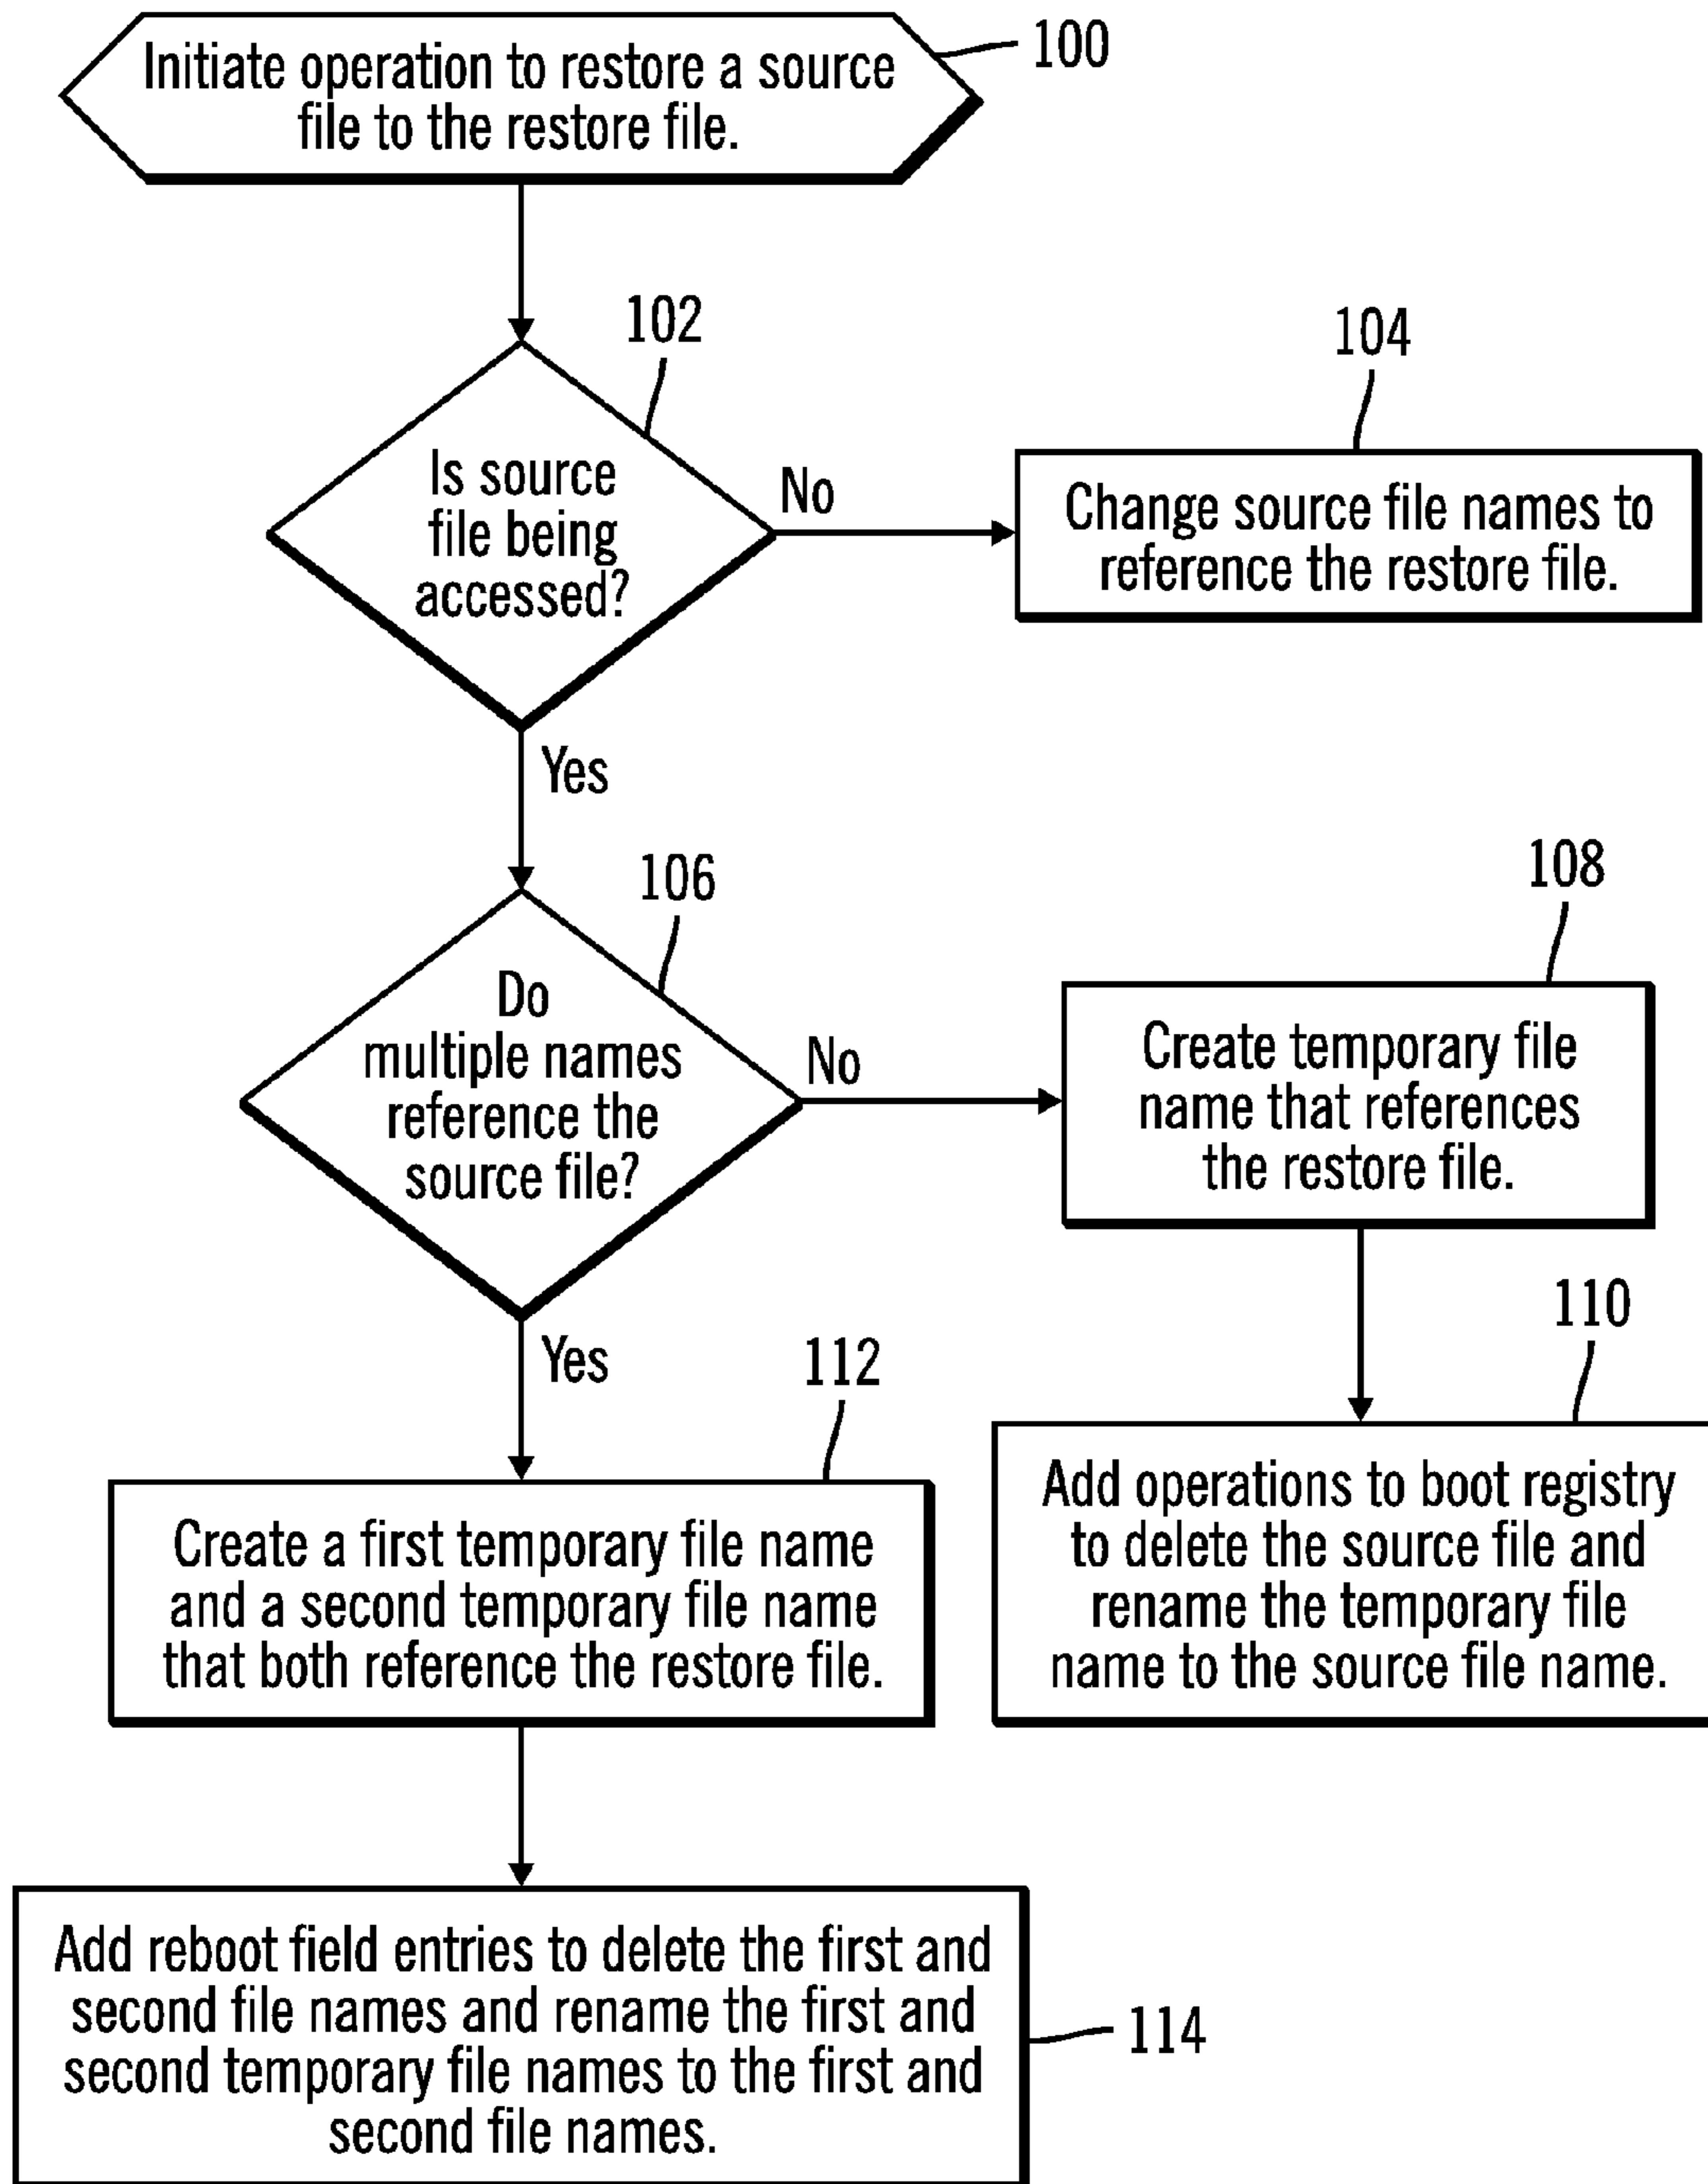 Initiate operation to restore a source
file to the restore file.
100
102
Is source
file being
accessed?
No
104
Change source file names to
reference the restore file.
Yes
106
Do
multiple names
reference the
source file?
No
108
Create temporary file
name that references
the restore file.
110
Add operations to boot registry
to delete the source file and
rename the temporary file
name to the source file name.
Yes
112
Create a first temporary file name
and a second temporary file name
that both reference the restore file.
Add reboot field entries to delete the first and
second file names and rename the first and
second temporary file names to the first and
second file names.
114